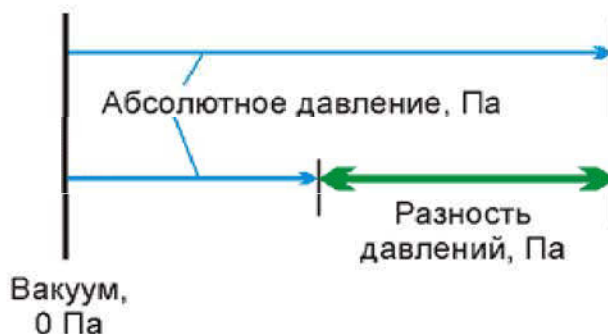 Абсолютное давление, Па
Разность
давлений, Па
Вакуум,
0 Па